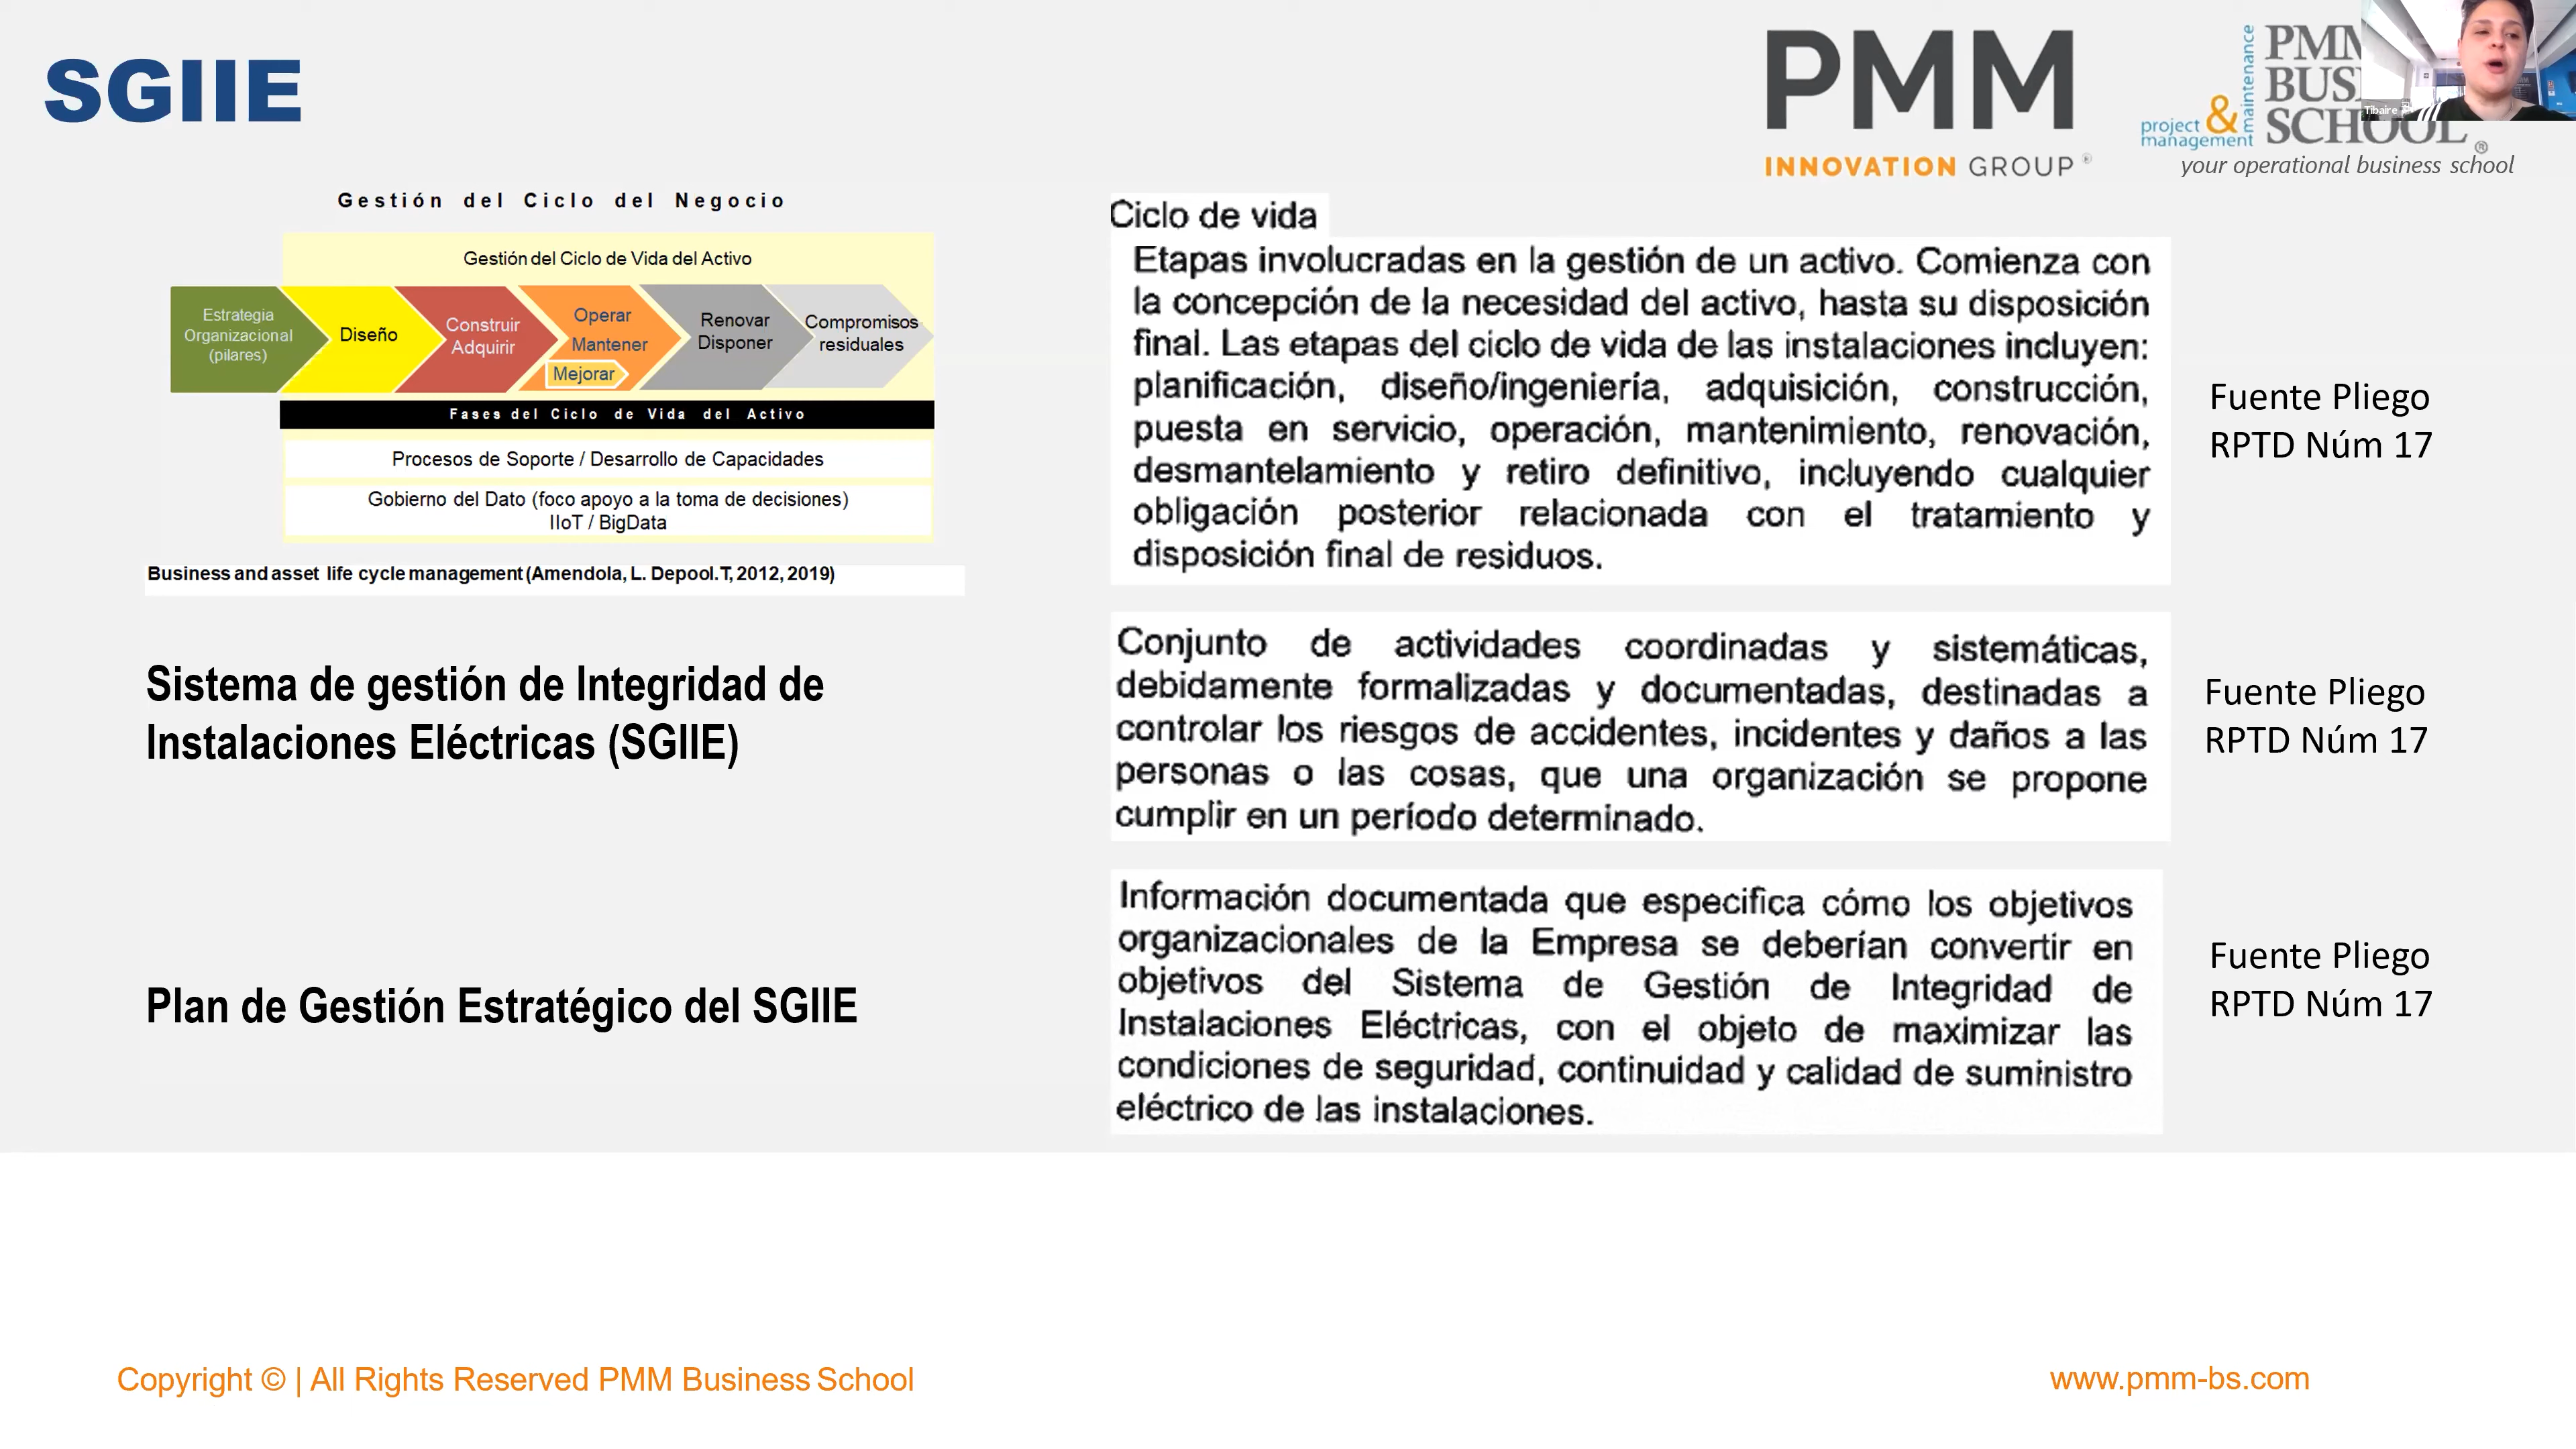 SGIIE
PMM
INNOVATION GROUP
project & management
maintenance
PMM
BUS
SCHOOL
®
your operational business school
Tibaire
Gestión del Ciclo del Negocio
Gestión del Ciclo de Vida del Activo
Estrategia
Organizacional
(pilares)
Diseño
Construir
Adquirir
Operar
Mantener
Mejorar
Renovar
Disponer
Compromisos
residuales
Fases del Ciclo de Vida del Activo
Procesos de Soporte / Desarrollo de Capacidades
Gobierno del Dato (foco apoyo a la toma de decisiones)
IIoT / BigData
Business and asset life cycle management (Amendola, L. Depool.T, 2012, 2019)
Ciclo de vida
Etapas involucradas en la gestión de un activo. Comienza con
la concepción de la necesidad del activo, hasta su disposición
final. Las etapas del ciclo de vida de las instalaciones incluyen:
planificación, diseño/ingeniería, adquisición, construcción,
puesta en servicio, operación, mantenimiento, renovación,
desmantelamiento y retiro definitivo, incluyendo cualquier
obligación posterior relacionada con el tratamiento y
disposición final de residuos.
Fuente Pliego
RPTD Núm 17
Sistema de gestión de Integridad de
Instalaciones Eléctricas (SGIIE)
Conjunto de actividades coordinadas y sistemáticas,
debidamente formalizadas y documentadas, destinadas a
controlar los riesgos de accidentes, incidentes y daños a las
personas o las cosas, que una organización se propone
cumplir en un período determinado.
Fuente Pliego
RPTD Núm 17
Plan de Gestión Estratégico del SGIIE
Información documentada que especifica cómo los objetivos
organizacionales de la Empresa se deberían convertir en
objetivos del Sistema de Gestión de Integridad de
Instalaciones Eléctricas, con el objeto de maximizar las
condiciones de seguridad, continuidad y calidad de suministro
eléctrico de las instalaciones.
Fuente Pliego
RPTD Núm 17
Copyright © | All Rights Reserved PMM Business School
www.pmm-bs.com